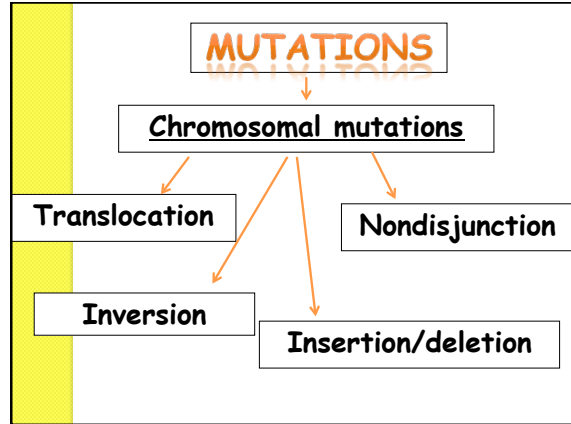 MUTATIONS
Chromosomal mutations
Translocation
Nondisjunction
Inversion
Insertion/deletion